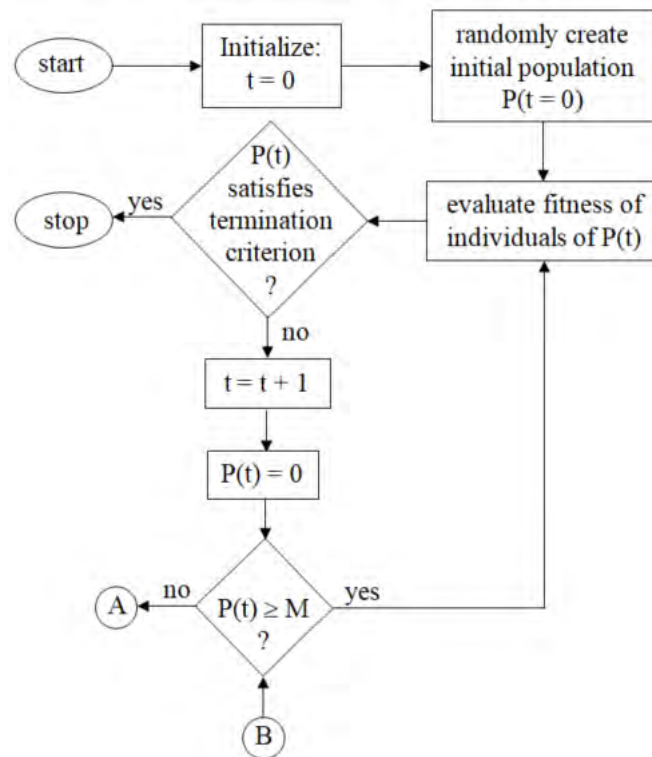 start
Initialize:
t = 0
randomly create
initial population
P(t = 0)
evaluate fitness of
individuals of P(t)
P(t)
satisfies
termination
criterion
?
yes
stop
no
t = t + 1
P(t) = 0
P(t) ≥ M
?
no
A
yes
B